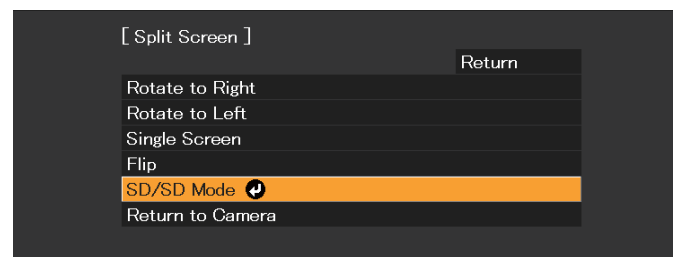 [ Split Screen ]
Return
Rotate to Right
Rotate to Left
Single Screen
Flip
SD/SD Mode
Return to Camera